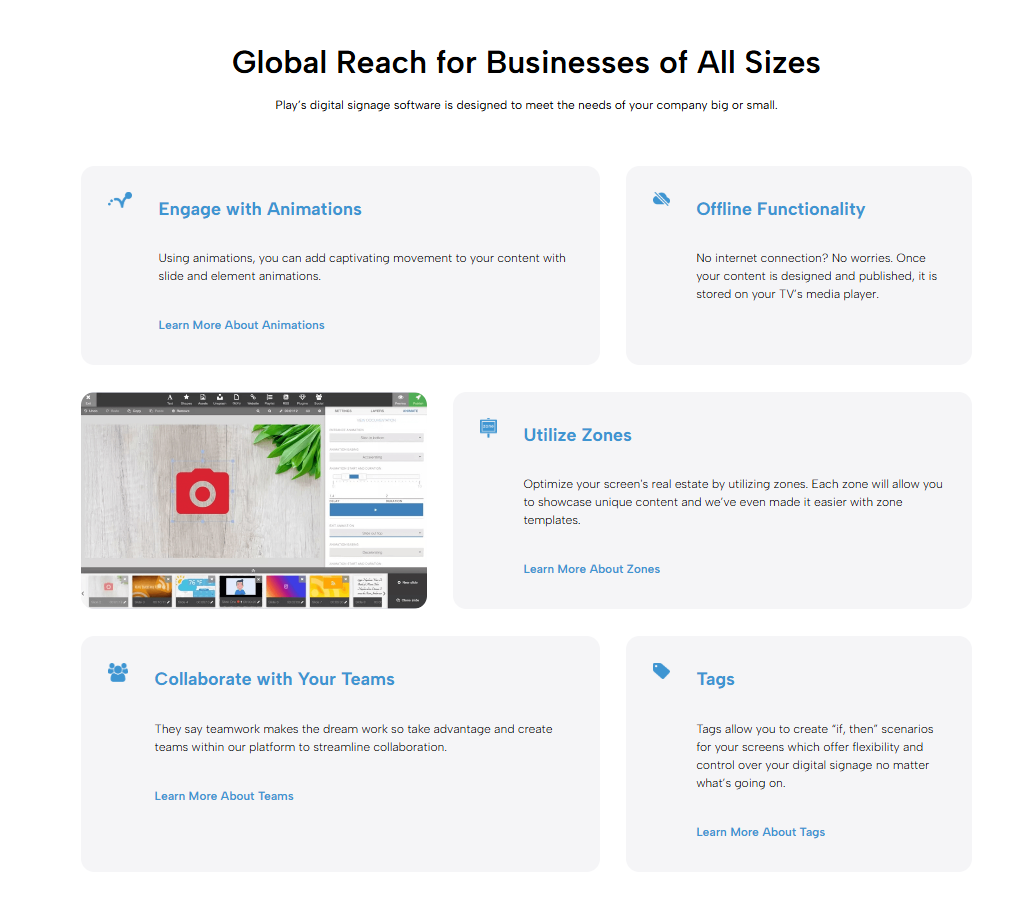 Global Reach for Businesses of All Sizes
Play's digital signage software is designed to meet the needs of your company big or small.
Engage with Animations
Using animations, you can add captivating movement to your content with
slide and element animations.
Learn More About Animations
Offline Functionality
No internet connection? No worries. Once
your content is designed and published, it is
stored on your TV's media player.
SETTINGS LAYERS ANIMATE
New slide
Utilize Zones
Optimize your screen's real estate by utilizing zones. Each zone will allow you
to showcase unique content and we've even made it easier with zone
templates.
Learn More About Zones
Collaborate with Your Teams
They say teamwork makes the dream work so take advantage and create
teams within our platform to streamline collaboration.
Learn More About Teams
Tags
Tags allow you to create “if, then” scenarios
for your screens which offer flexibility and
control over your digital signage no matter
what's going on.
Learn More About Tags